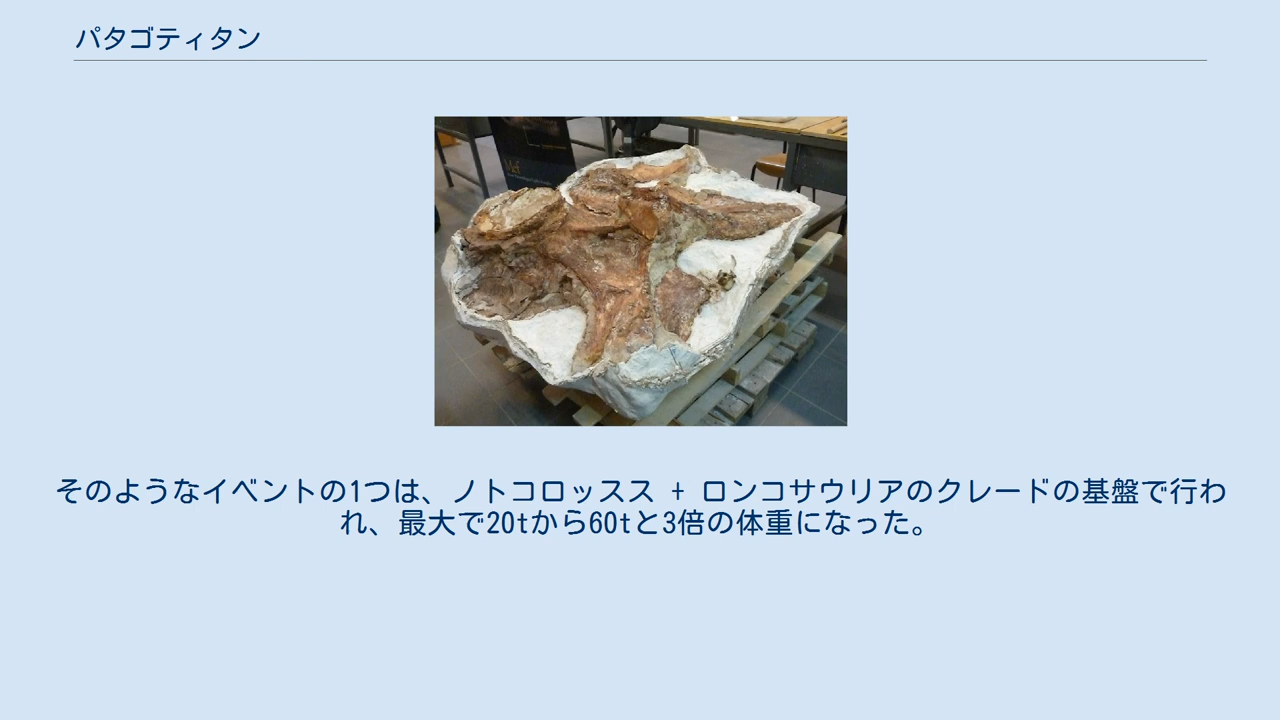 パタゴティタン
そのようなイベントの1つは、ノトコロッスス + ロンコサウリアのクレードの基盤で行わ
れ、最大で20tから60tと3倍の体重になった。